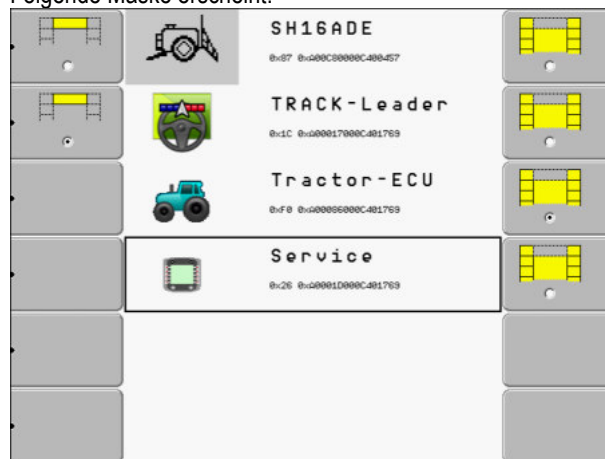 Folgende Maske erscheint:
SH16ADE
0x87 0xA00C80000C400457
TRACK-Leader
0x1C 0xA00017000C401769
Tractor-ECU
0xF0 0xA00086000C401769
Service
0x26 0xA0001D000C401769